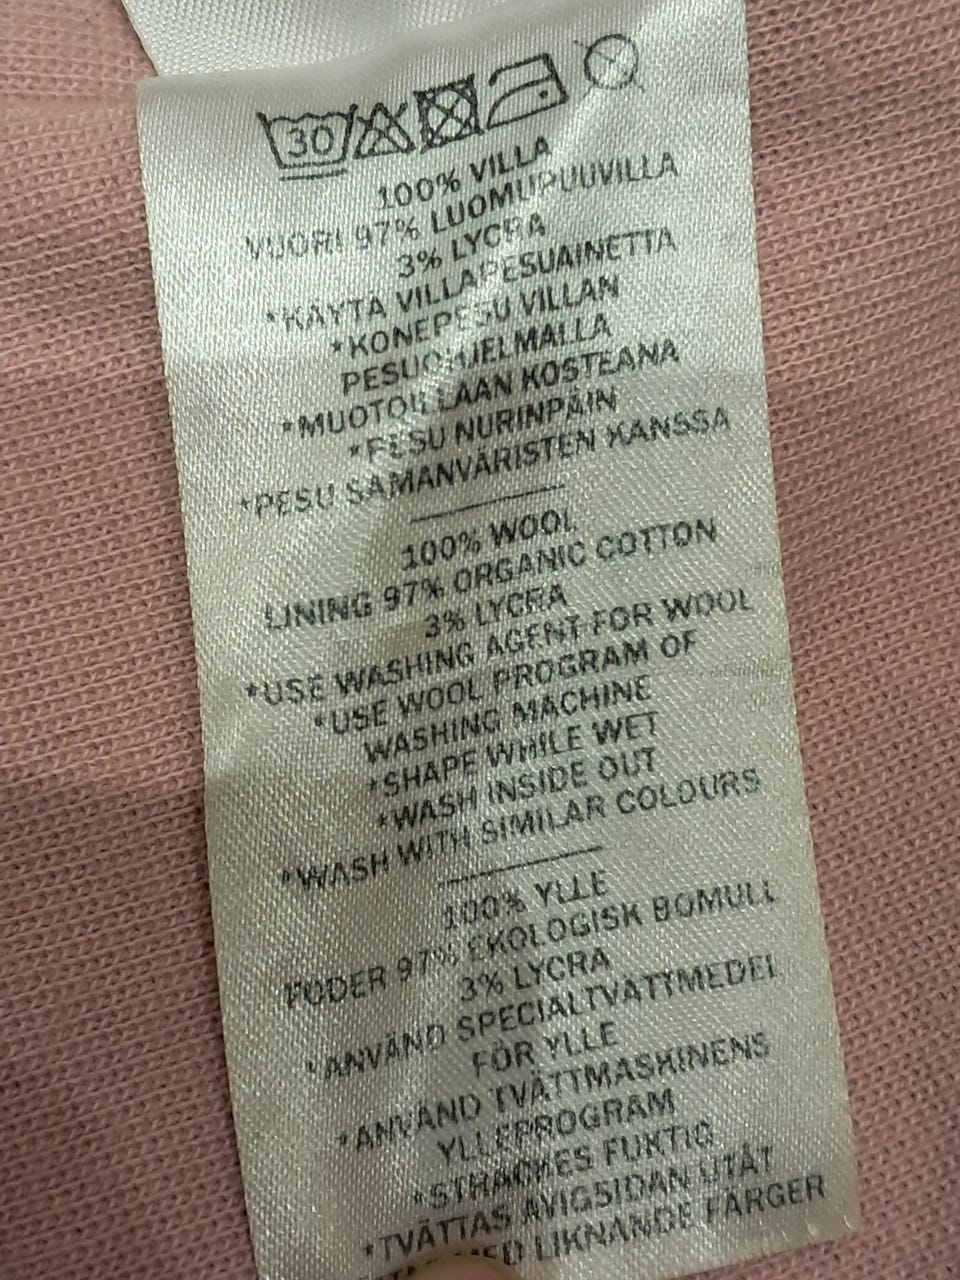 30
100% VILLA
VUORI 97% LUOMUPUUVILLA
3% LYCRA
*KÄYTÄ VILLAPESUAINETTA
*KONEPESU VILLAN
PESUOHJELMALLA
*MUOTOILLAAN KOSTEANA
*PESU NURINPÄIN
*PESU SAMANVÄRISTEN KANSSA
100% WOOL
LINING 97% ORGANIC COTTON
3% LYCRA
*USE WASHING AGENT FOR WOOL
*USE WOOL PROGRAM OF
WASHING MACHINE
*SHAPE WHILE WET
*WASH INSIDE OUT
*WASH WITH SIMILAR COLOURS
100% YLLE
FODER 97% EKOLOGISK BOMULL
3% LYCRA
*ANVÄND SPECIALTVÄTTMEDEL
FÖR YLLE
*ANVÄND TVÄTTMASKINENS
YLLEPROGRAM
*STRÄCKES FUKTIG
*TVÄTTAS AVIGSIDAN UTÅT
MED LIKNANDE FÄRGER